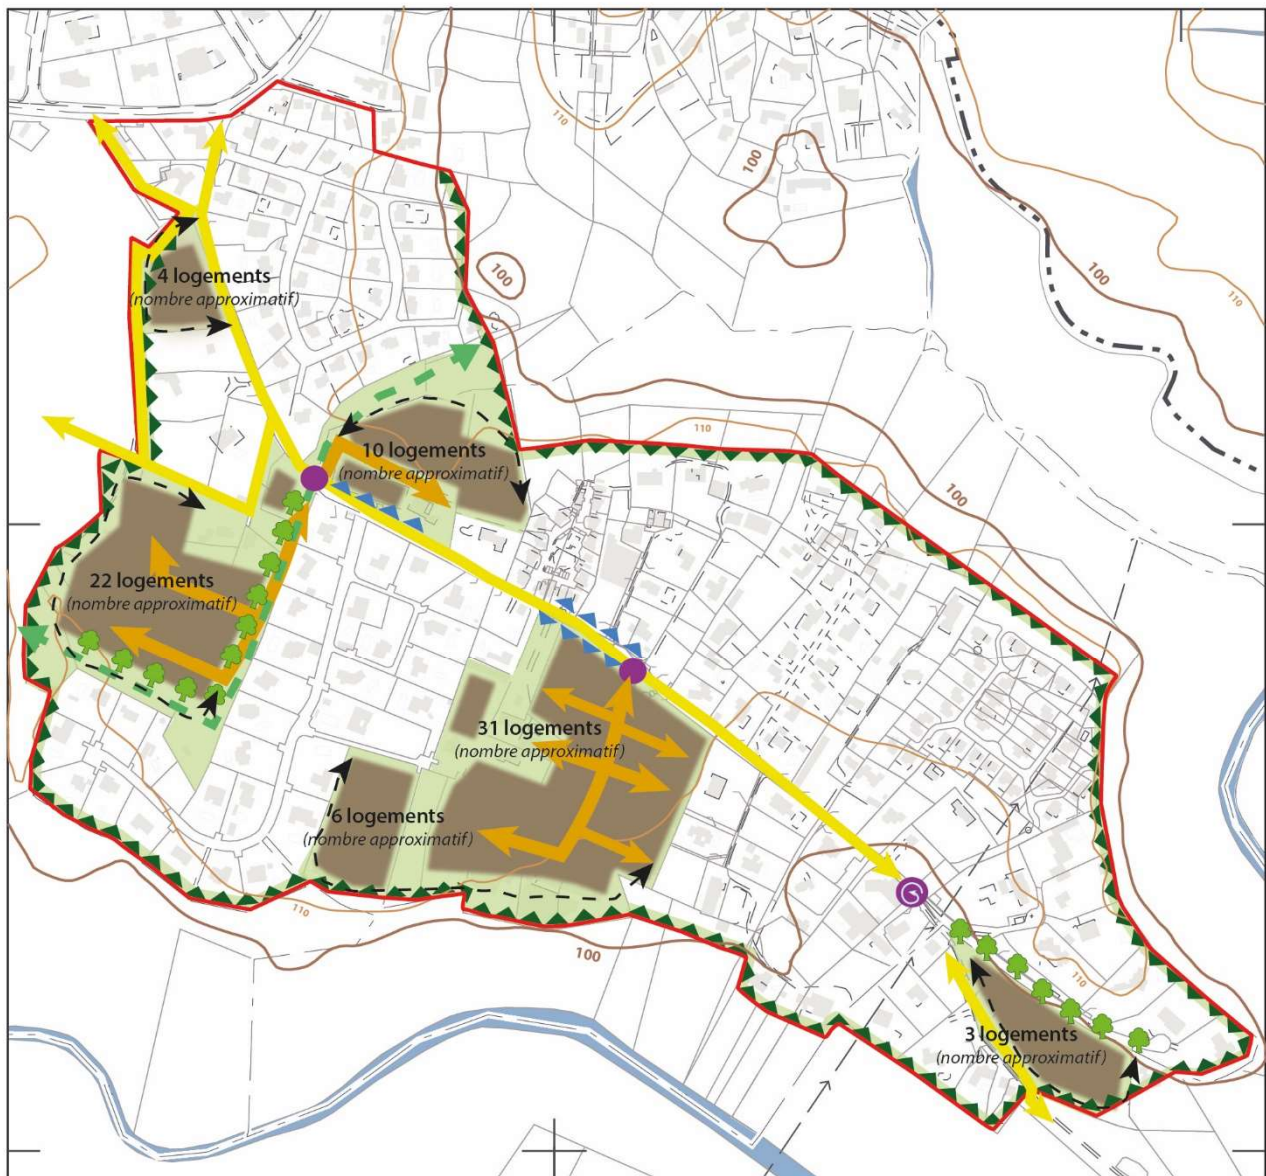 110
100
100
100
110
4 logements
(nombre approximatif)
110
10 logements
(nombre approximatif)
100
22 logements
(nombre approximatif)
31 logements
(nombre approximatif)
6 logements
(nombre approximatif)
110
100
110
3 logements
(nombre approximatif)